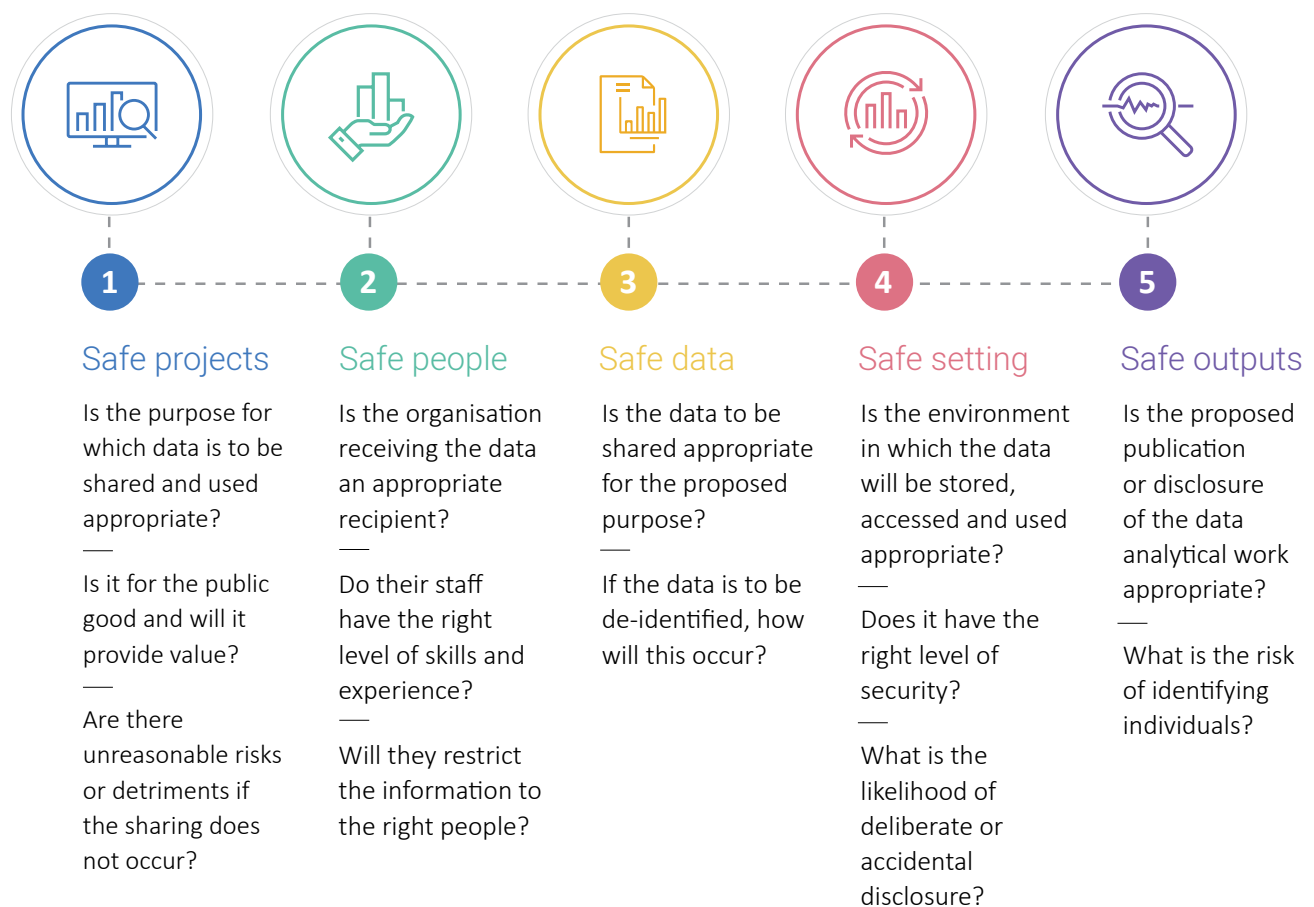 1
Safe projects
Is the purpose for
which data is to be
shared and used
appropriate?
Is it for the public
good and will it
provide value?
Are there
unreasonable risks
or detriments if
the sharing does
not occur?
2
Safe people
Is the organisation
receiving the data
an appropriate
recipient?
Do their staff
have the right
level of skills and
experience?
Will they restrict
the information to
the right people?
3
Safe data
Is the data to be
shared appropriate
for the proposed
purpose?
If the data is to be
de-identified, how
will this occur?
4
Safe setting
Is the environment
in which the data
will be stored,
accessed and used
appropriate?
Does it have the
right level of
security?
What is the
likelihood of
deliberate or
accidental
disclosure?
5
Safe outputs
Is the proposed
publication
or disclosure
of the data
analytical work
appropriate?
What is the risk
of identifying
individuals?